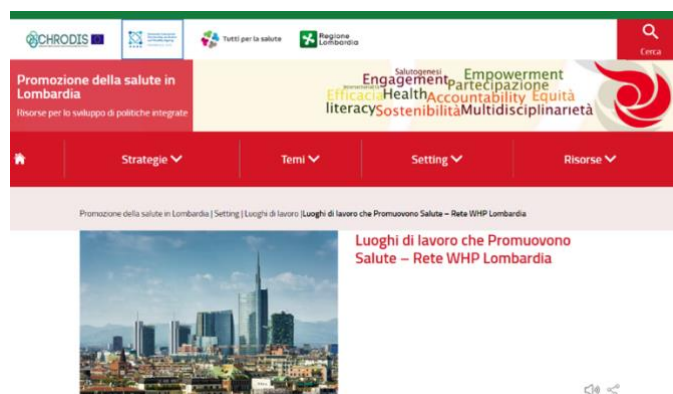 CHRODIS
Tutti per la salute
Regione
Lombardia
Cerca
Promozione della salute in
Lombardia
Risorse per lo sviluppo di politiche integrate
Salutogenesi
Engagement
Empowerment
Partecipazione
Efficacia
Health
Accountability
Equità
literacy
Sostenibilità
Multidisciplinarietà
Strategie
Temi
Setting
Risorse
Promozione della salute in Lombardia | Setting | Luoghi di lavoro |Luoghi di lavoro che Promuovono Salute – Rete WHP Lombardia
Luoghi di lavoro che Promuovono
Salute – Rete WHP Lombardia